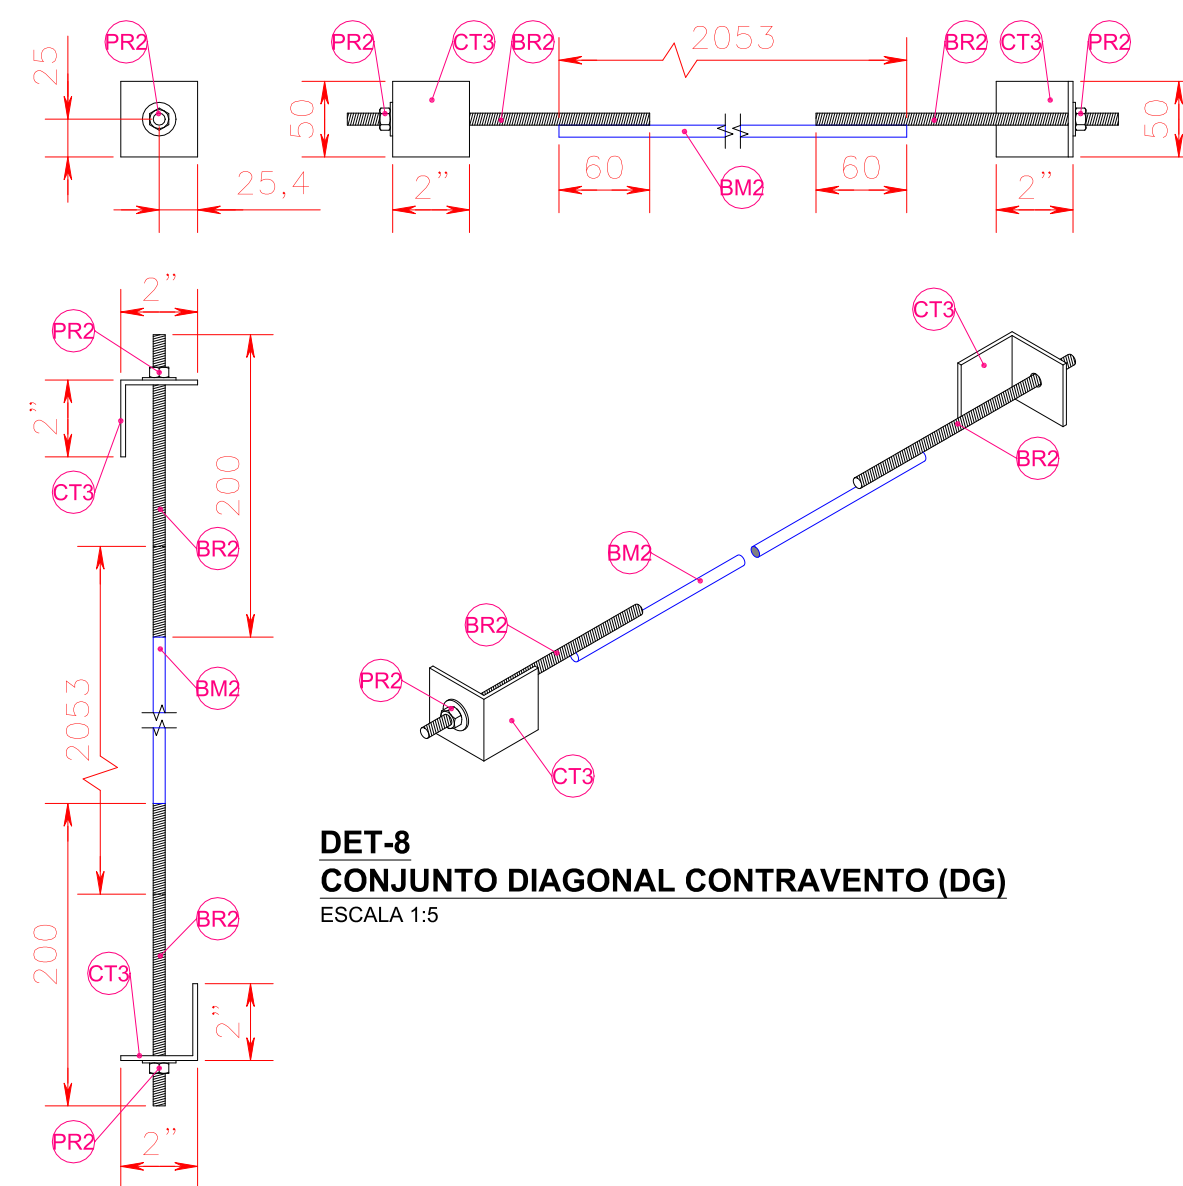 PR2
25
25,4
PR2
CT3
BR2
2053
BR2
CT3
PR2
50
2”
60
BM2
60
2”
50
2”
PR2
2”
CT3
200
BR2
2053
BM2
200
BR2
CT3
2”
PR2
2”
CT3
BR2
BM2
BR2
PR2
CT3
DET-8
CONJUNTO DIAGONAL CONTRAVENTO (DG)
ESCALA 1:5